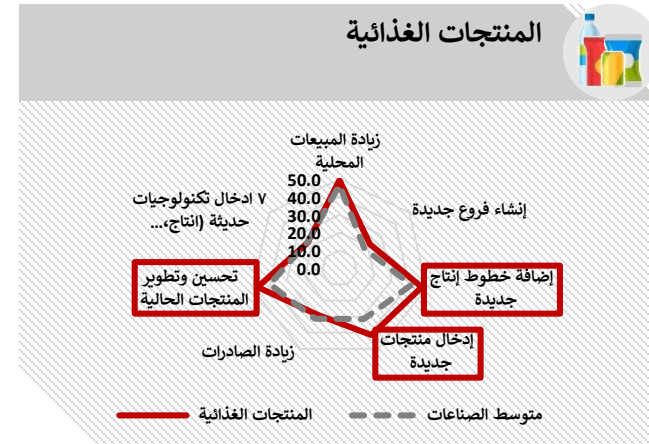 المنتجات الغذائية
زيادة المبيعات
المحلية
50.0
40.0
30.0
20.0
10.0
0.0
إنشاء فروع جديدة
إضافة خطوط إنتاج
جديدة
إدخال منتجات
جديدة
زيادة الصادرات
تحسين وتطوير
المنتجات الحالية
٧ ادخال تكنولوجيات
حديثة (انتاج،...
متوسط الصناعات
المنتجات الغذائية